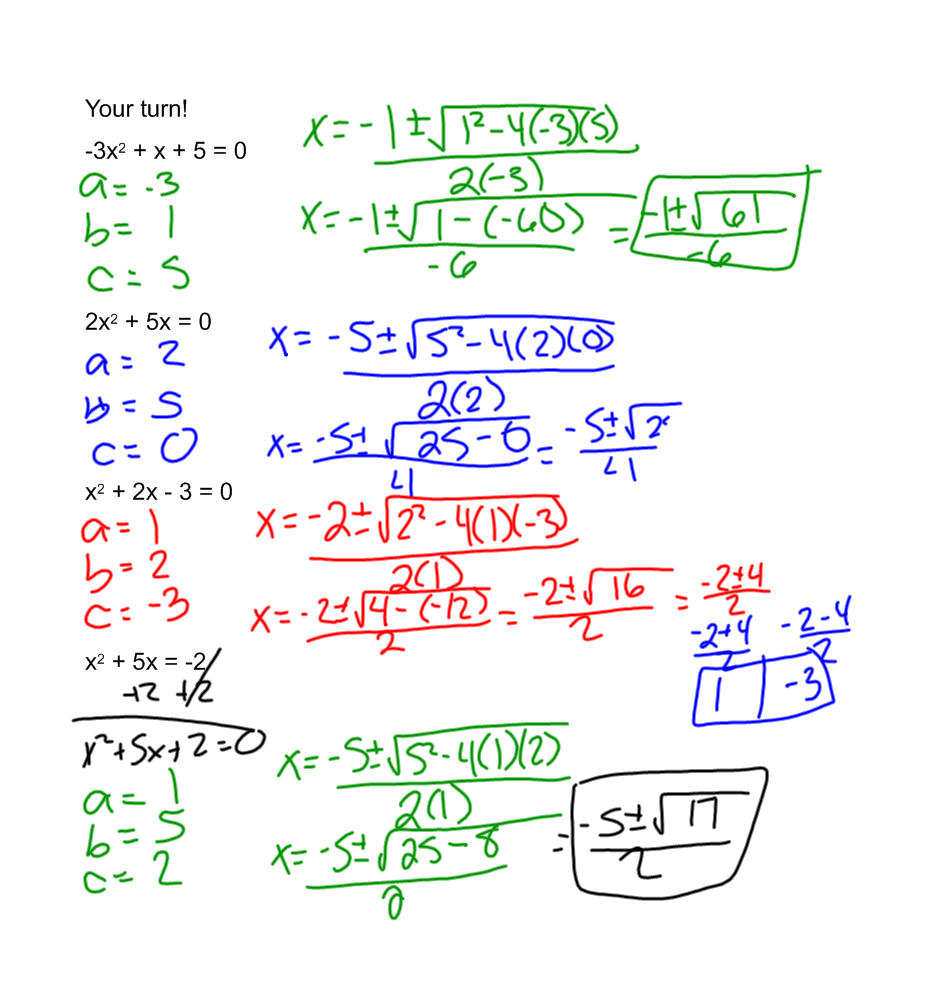 Your turn!
-3x² + x + 5 = 0
a = -3
b = 1
c = 5
x = -1 ± √1² - 4(-3)(5) / 2(-3)
x = -1 ± √1 - (-60) / -6 = -1 ± √61 / -6
2x² + 5x = 0
a = 2
b = 5
c = 0
x = -5 ± √5² - 4(2)(0) / 2(2)
x = -5 ± √25 - 0 / 4 = -5 ± √2 / 4
x² + 2x - 3 = 0
a = 1
b = 2
c = -3
x = -2 ± √2² - 4(1)(-3) / 2(1)
x = -2 ± √4 - (-12) / 2 = -2 ± √16 / 2 = -2 ± 4 / 2
-2+4 / 2   -2-4 / 2
1   -3
x² + 5x = -2
+2 +2
x² + 5x + 2 = 0
a = 1
b = 5
c = 2
x = -5 ± √5² - 4(1)(2) / 2(1)
x = -5 ± √25 - 8 / 2 = -5 ± √17 / 2